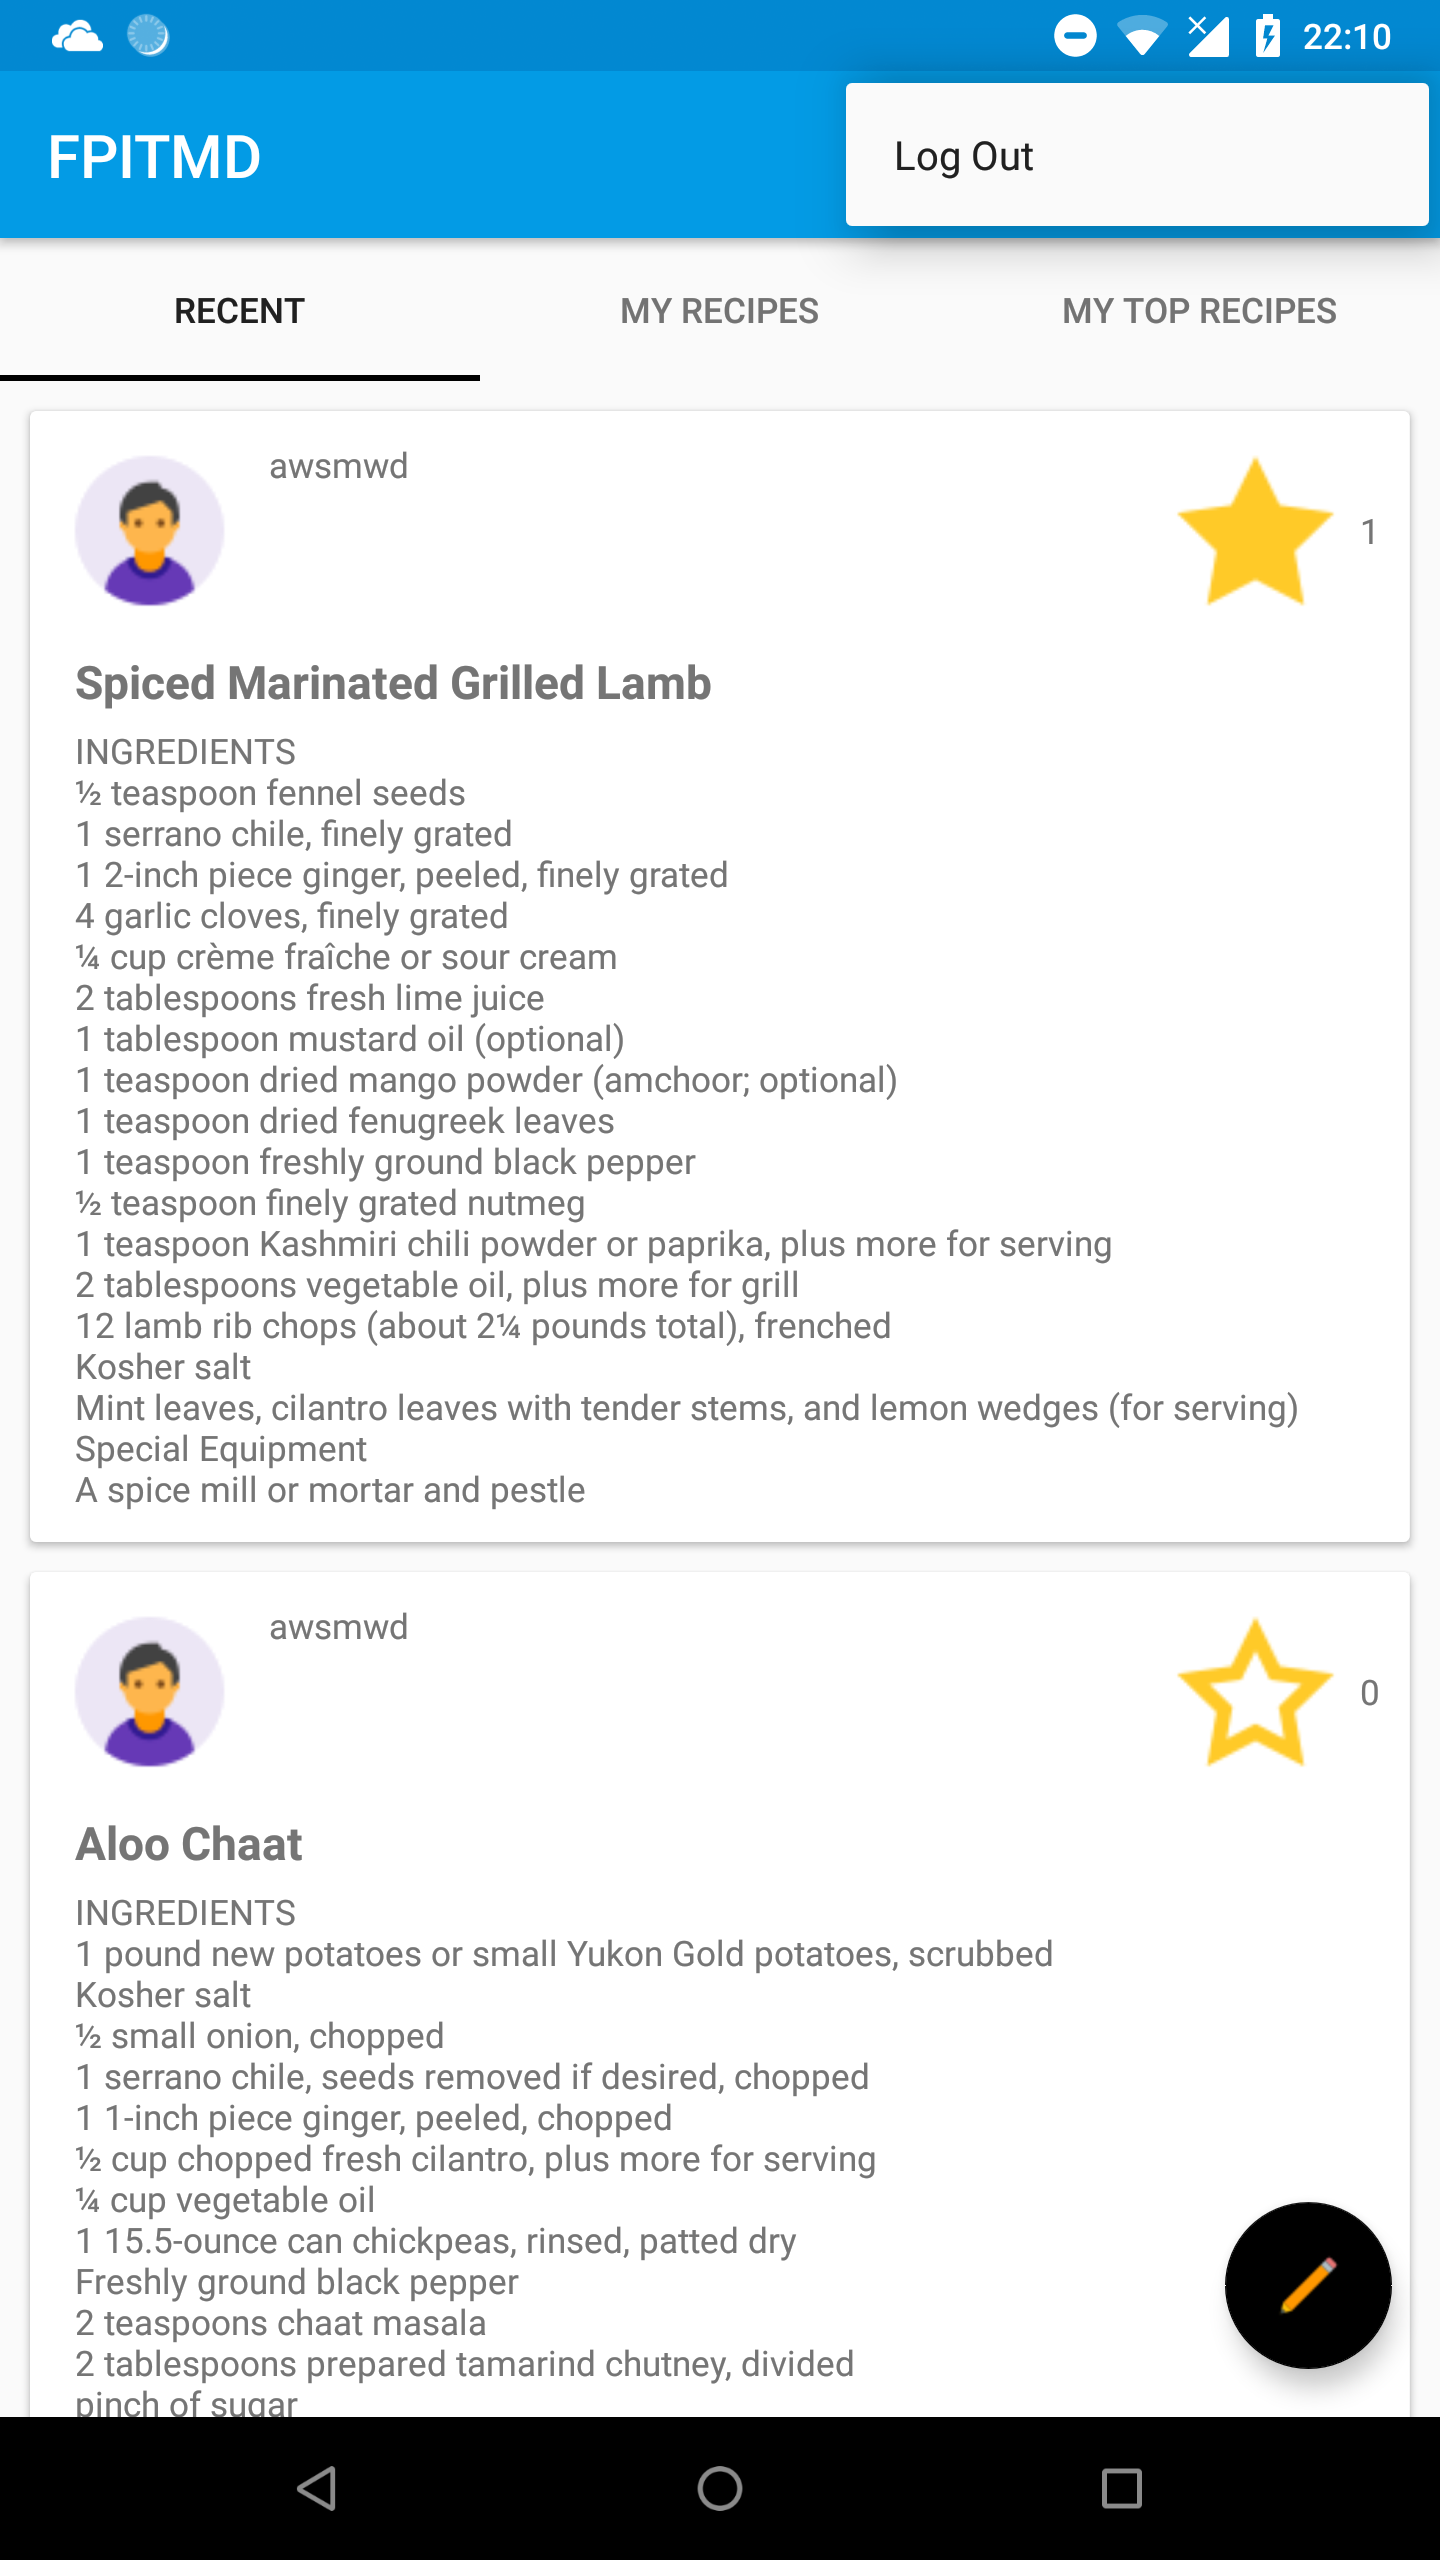 22:10
FPITMD
Log Out
RECENT
MY RECIPES
MY TOP RECIPES
awsmwd
1
Spiced Marinated Grilled Lamb
INGREDIENTS
½ teaspoon fennel seeds
1 serrano chile, finely grated
1 2-inch piece ginger, peeled, finely grated
4 garlic cloves, finely grated
¼ cup crème fraîche or sour cream
2 tablespoons fresh lime juice
1 tablespoon mustard oil (optional)
1 teaspoon dried mango powder (amchoor; optional)
1 teaspoon dried fenugreek leaves
1 teaspoon freshly ground black pepper
½ teaspoon finely grated nutmeg
1 teaspoon Kashmiri chili powder or paprika, plus more for serving
2 tablespoons vegetable oil, plus more for grill
12 lamb rib chops (about 2¼ pounds total), frenched
Kosher salt
Mint leaves, cilantro leaves with tender stems, and lemon wedges (for serving)
Special Equipment
A spice mill or mortar and pestle
awsmwd
0
Aloo Chaat
INGREDIENTS
1 pound new potatoes or small Yukon Gold potatoes, scrubbed
Kosher salt
½ small onion, chopped
1 serrano chile, seeds removed if desired, chopped
1 1-inch piece ginger, peeled, chopped
½ cup chopped fresh cilantro, plus more for serving
¼ cup vegetable oil
1 15.5-ounce can chickpeas, rinsed, patted dry
Freshly ground black pepper
2 teaspoons chaat masala
2 tablespoons prepared tamarind chutney, divided
pinch of sugar